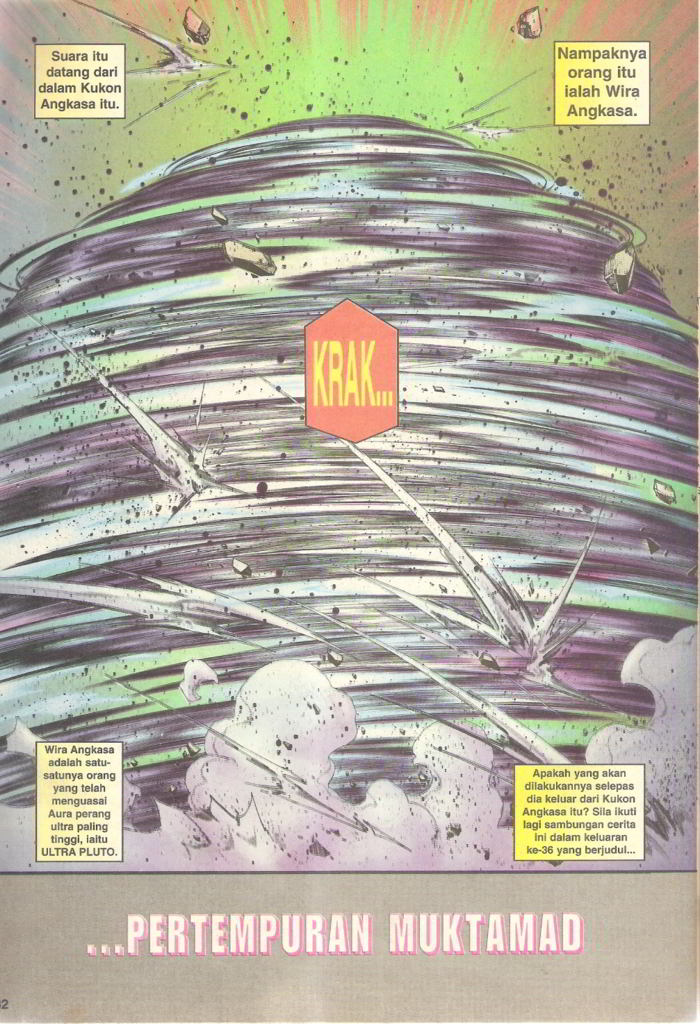 Suara itu
datang dari
dalam Kukon
Angkasa itu.
Nampaknya
orang itu
ialah Wira
Angkasa.
KRAK...
Wira Angkasa
adalah satu-
satunya orang
yang telah
menguasai
Aura perang
ultra paling
tinggi, iaitu
ULTRA PLUTO.
Apakah yang akan
dilakukannya selepas
dia keluar dari Kukon
Angkasa itu? Sila ikuti
lagi sambungan cerita
ini dalam keluaran
ke-36 yang berjudul...
...PERTEMPURAN MUKTAMAD